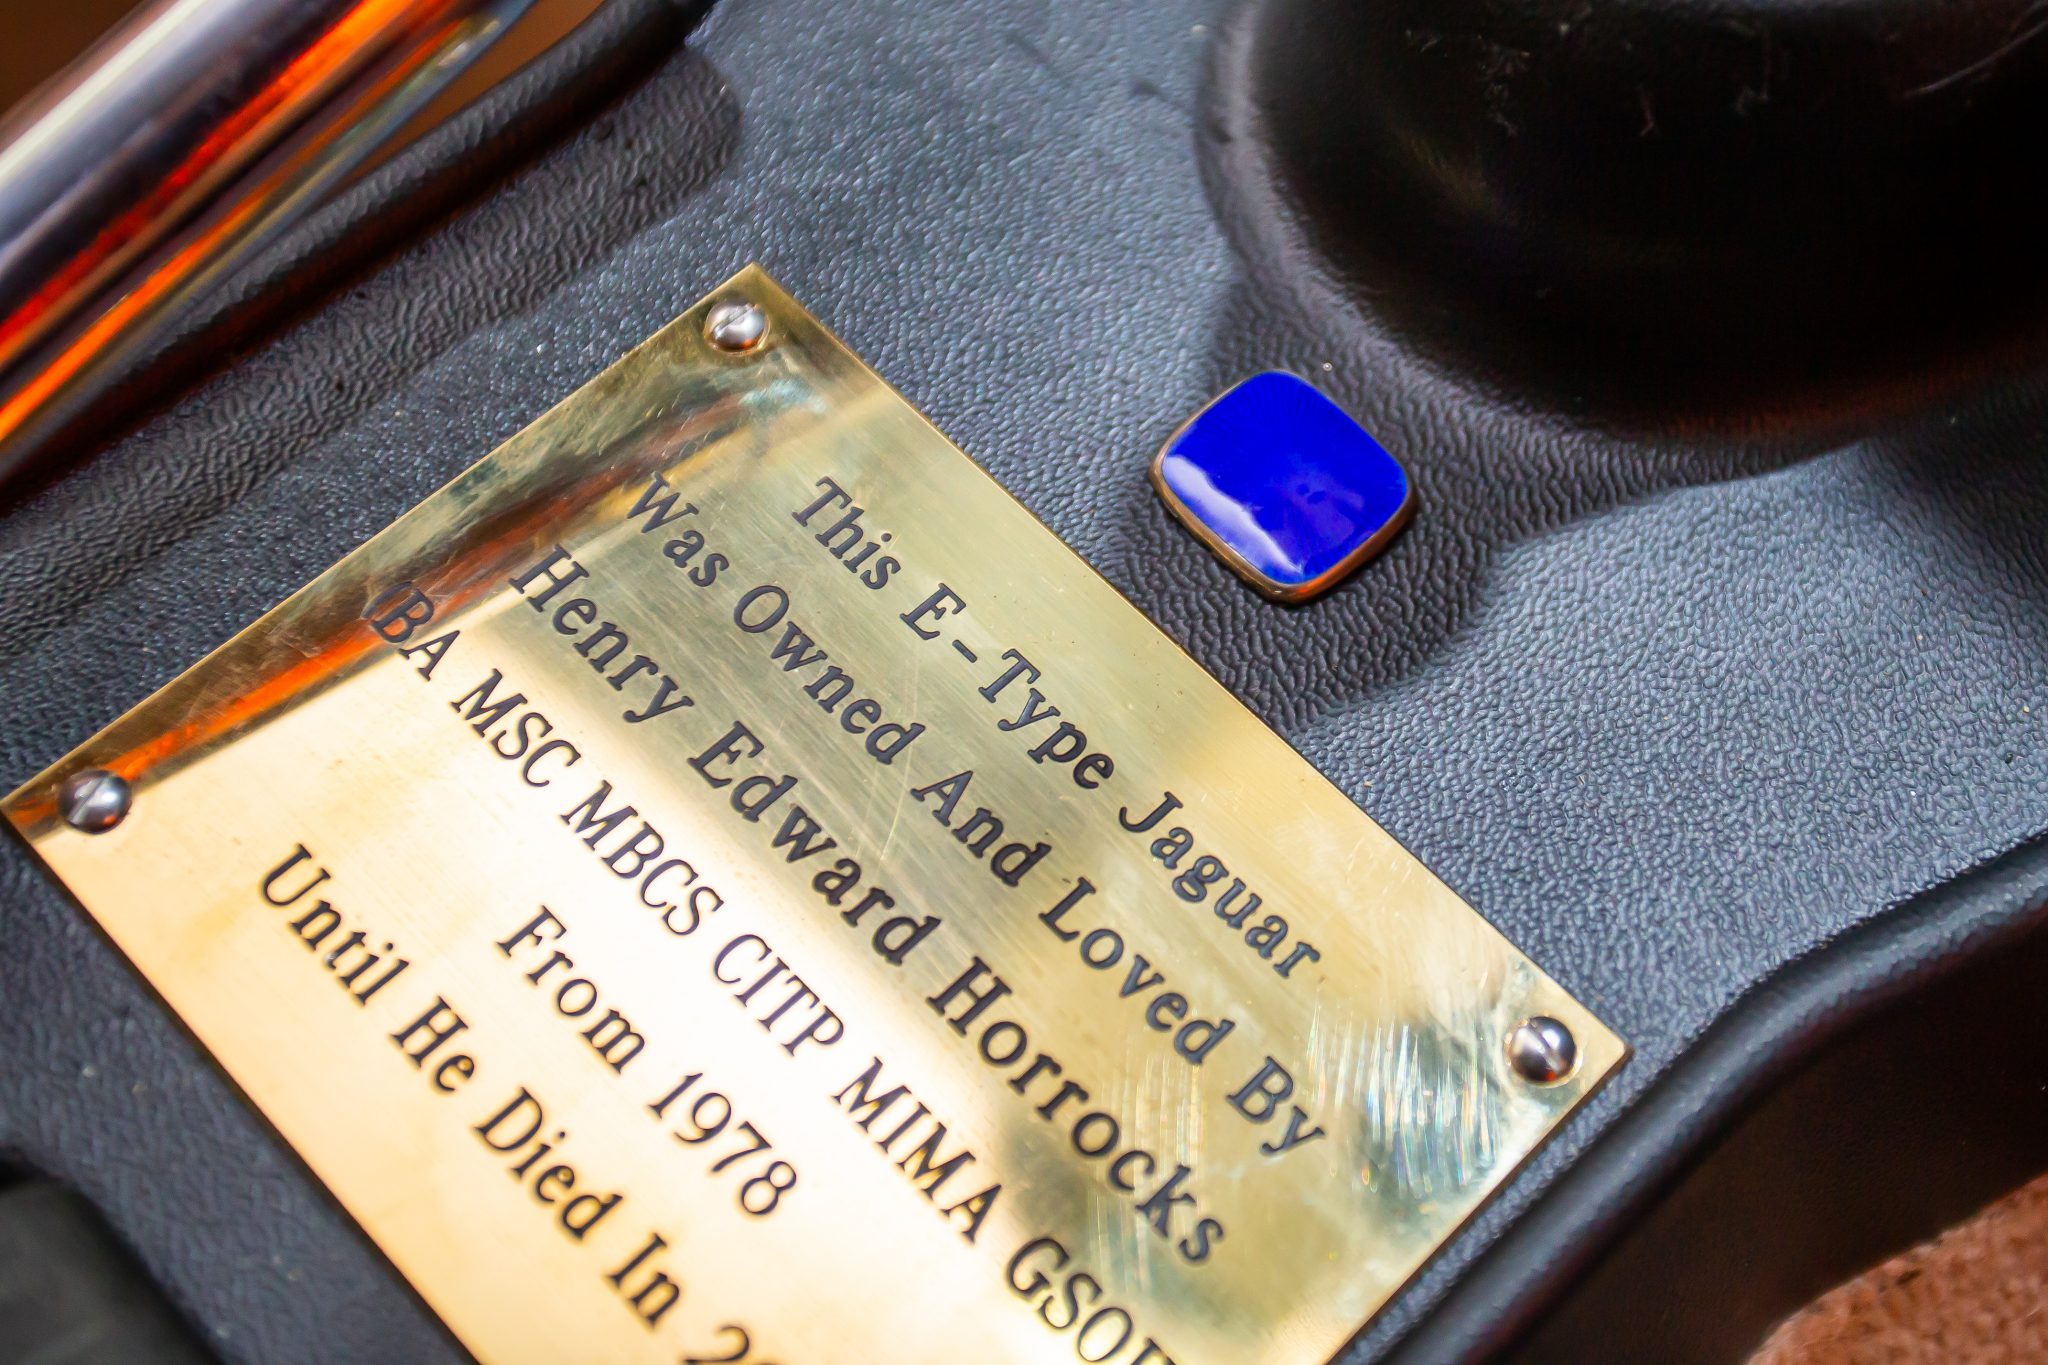 This E-Type Jaguar
Was Owned And Loved By
Henry Edward Horrocks
(BA MSC MBCS CITP MIMA
From 1978
Until He Died In